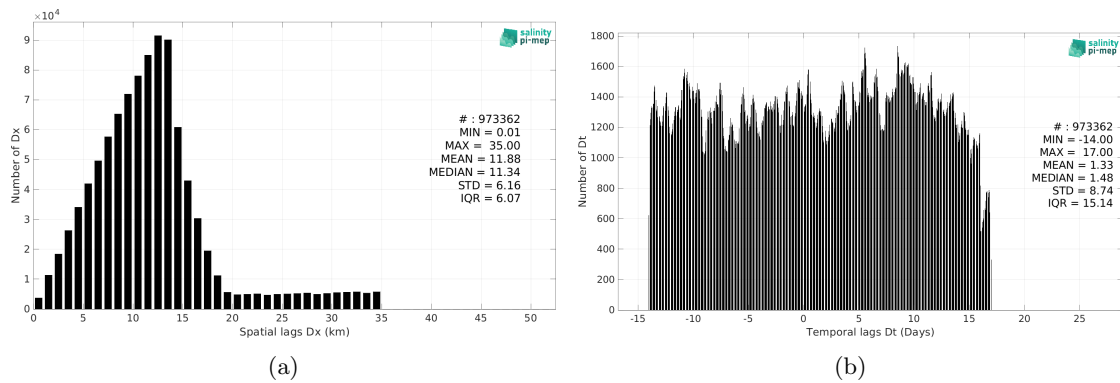 ×10⁴
9
8
7
6
5
4
3
2
1
0
Number of Dx
0 5 10 15 20 25 30 35 40 45 50
Spatial lags Dx (km)
salinity
pi-mep
# : 973362
MIN = 0.01
MAX = 35.00
MEAN = 11.88
MEDIAN = 11.34
STD = 6.16
IQR = 6.07
(a)
1800
1600
1400
1200
1000
800
600
400
200
0
Number of Dt
-15 -10 -5 0 5 10 15 20 25
Temporal lags Dt (Days)
salinity
pi-mep
# : 973362
MIN = -14.00
MAX = 17.00
MEAN = 1.33
MEDIAN = 1.48
STD = 8.74
IQR = 15.14
(b)